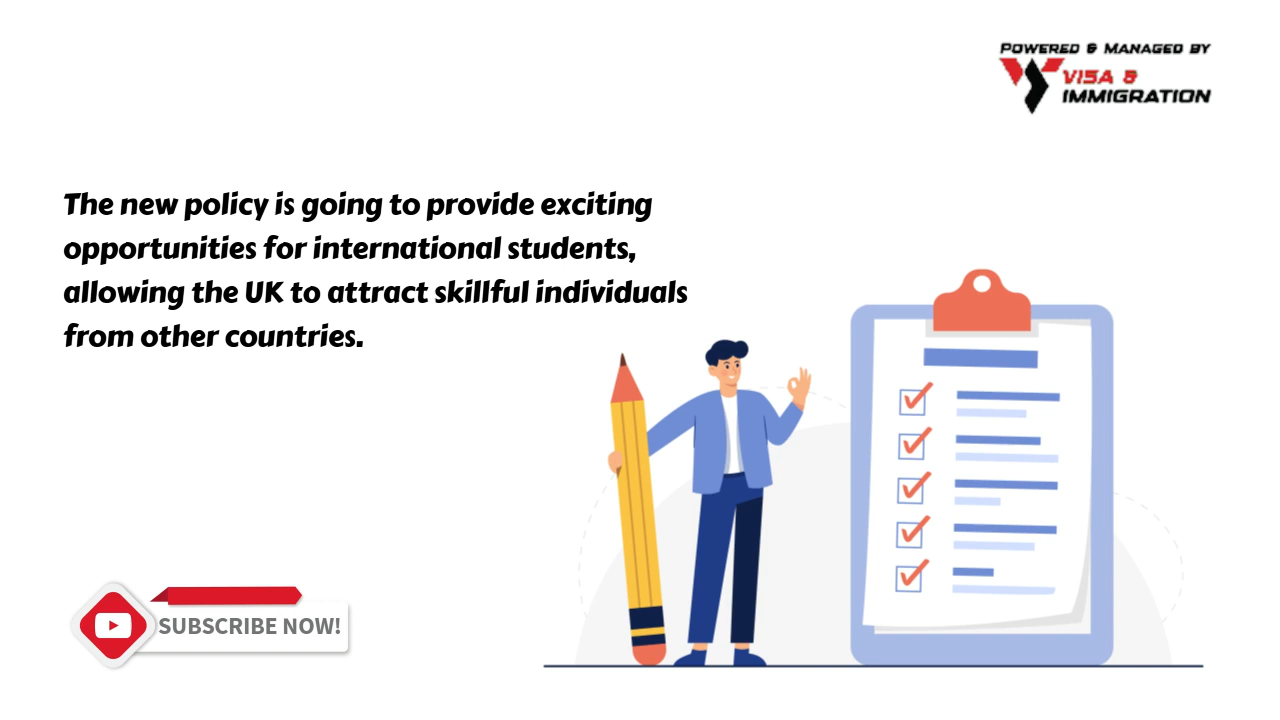 POWERED & MANAGED BY
VISA &
IMMIGRATION
The new policy is going to provide exciting
opportunities for international students,
allowing the UK to attract skillful individuals
from other countries.
SUBSCRIBE NOW!